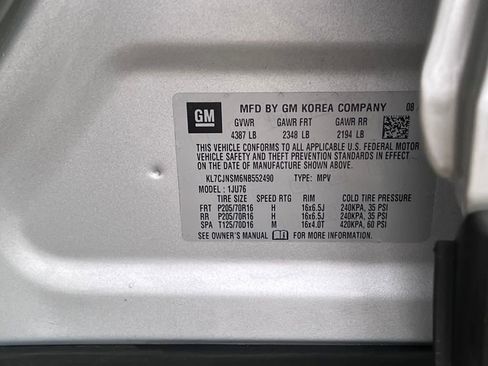 GM
MFD BY GM KOREA COMPANY 08
GVWR GAWR FRT GAWR RR
4387 LB 2348 LB 2194 LB
THIS VEHICLE CONFORMS TO ALL APPLICABLE U.S. FEDERAL MOTOR
VEHICLE SAFETY, BUMPER, AND THEFT PREVENTION STANDARDS IN EFFECT
ON THE DATE OF MANUFACTURE SHOWN ABOVE.
KL7CJNSM6NB552490 TYPE: MPV
MODEL: 1JU76
TIRE SIZE SPEED RTG RIM COLD TIRE PRESSURE
FRT P205/70R16 H 16x6.5J 240KPA, 35 PSI
RR P205/70R16 H 16x6.5J 240KPA, 35 PSI
SPA T125/70D16 M 16x4.0T 420KPA, 60 PSI
SEE OWNER'S MANUAL FOR MORE INFORMATION.